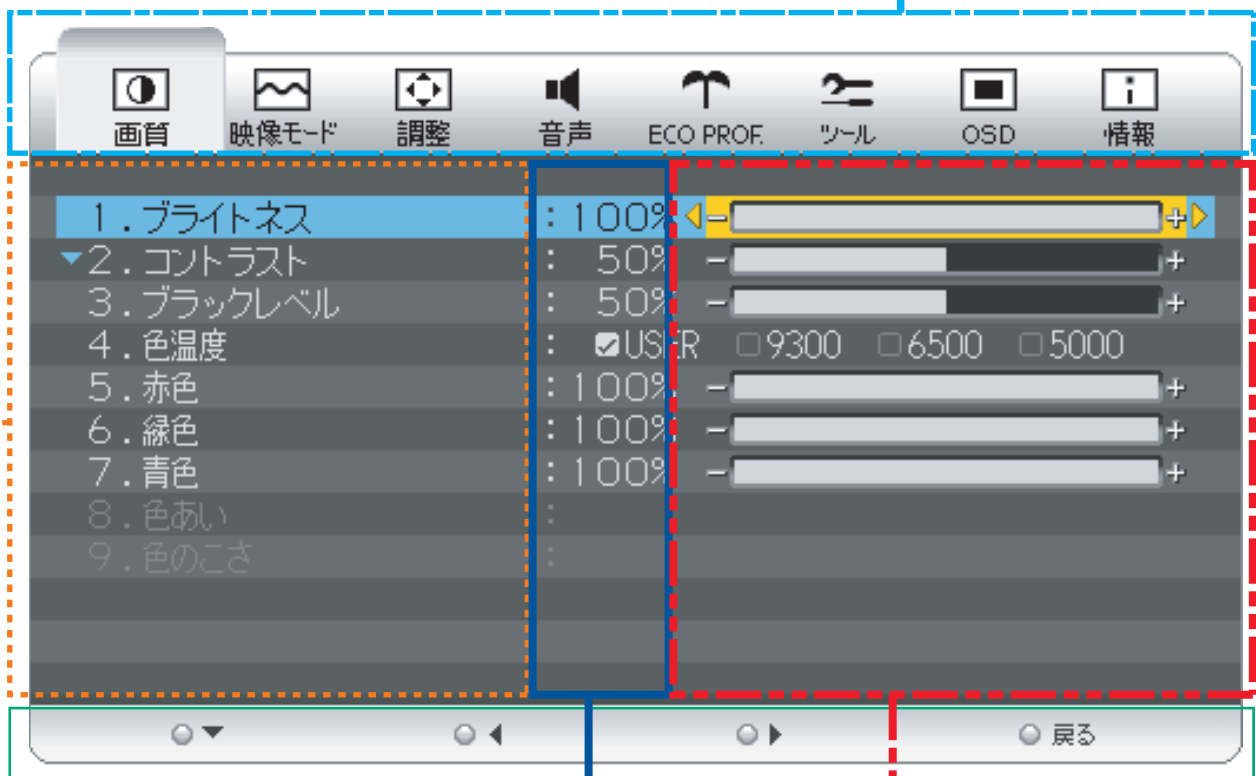 画質 映像モード 調整 音声 ECO PROF. ツール OSD 情報
1.ブライトネス :100% - +
2.コントラスト : 50% - +
3.ブラックレベル : 50% - +
4.色温度 : USER 9300 6500 5000
5.赤色 :100% - +
6.緑色 :100% - +
7.青色 :100% - +
8.色あい :
9.色のこさ :
戻る